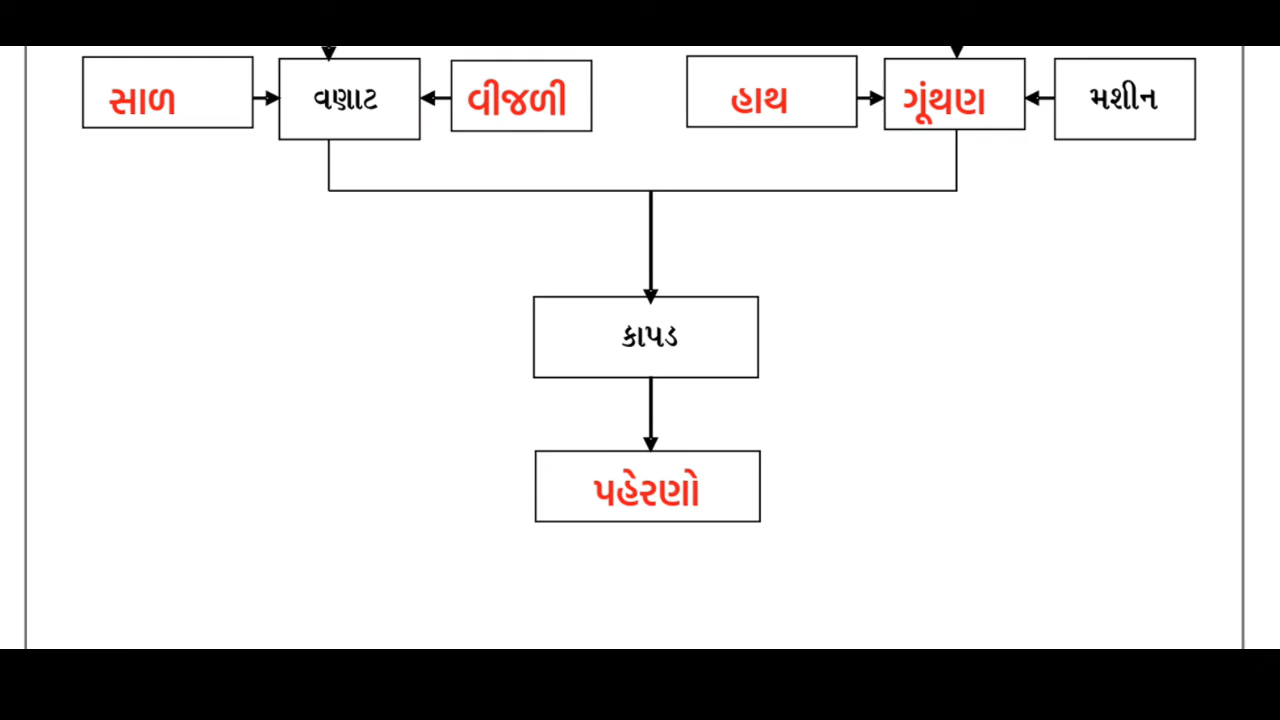 સાળ
વણાટ
વીજળી
હાથ
ગૂંથણ
મશીન
કાપડ
પહેરણો